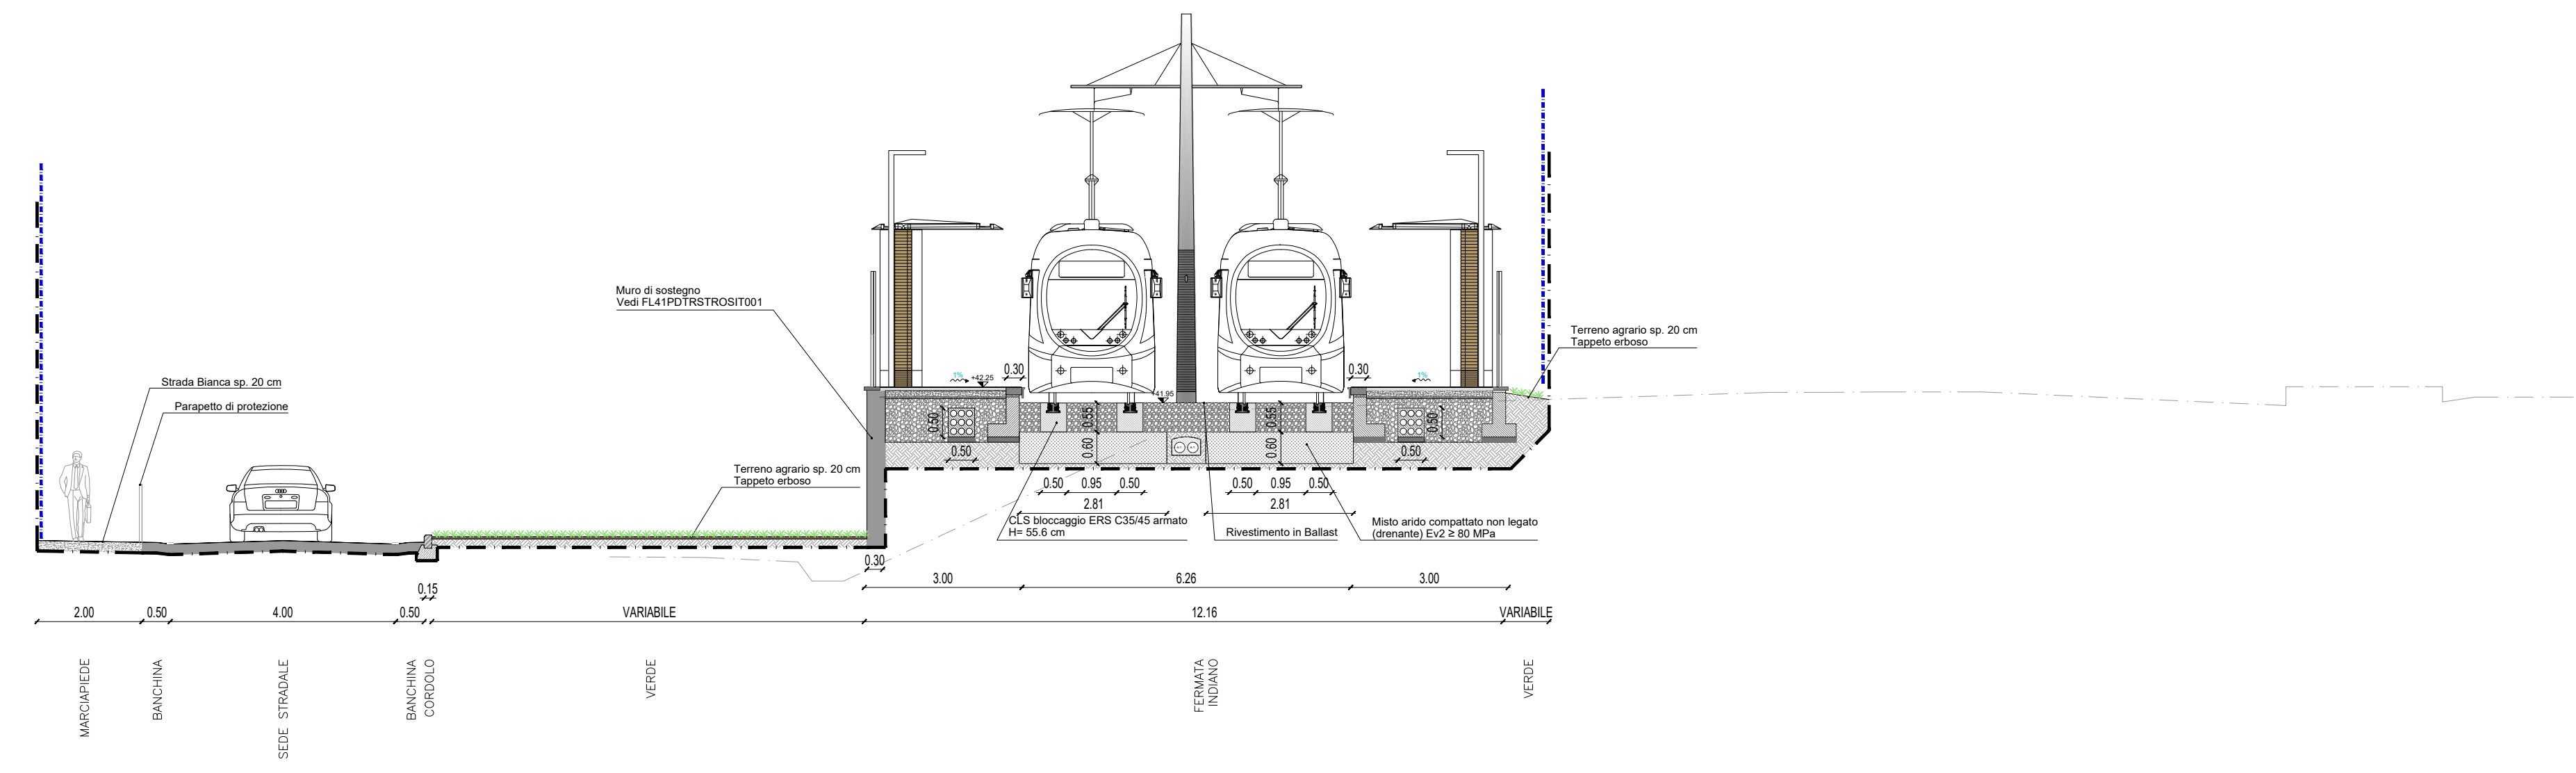 Muro di sostegno
Vedi FL41PDTRSTROSIT001
Terreno agrario sp. 20 cm
Tappeto erboso
0.30
1%
+42.25
+41.95
0.30
1%
Strada Bianca sp. 20 cm
Parapetto di protezione
0.50
0.55
0.55
0.50
0.50
0.60
0.60
0.50
Terreno agrario sp. 20 cm
Tappeto erboso
0.50
0.95
0.50
0.50
0.95
0.50
2.81
2.81
CLS bloccaggio ERS C35/45 armato
H= 55.6 cm
Rivestimento in Ballast
Misto arido compattato non legato
(drenante) Ev2 ≥ 80 MPa
0.30
3.00
6.26
3.00
0.15
2.00
0.50
4.00
0.50
VARIABILE
12.16
VARIABILE
MARCIAPIEDE
BANCHINA
SEDE STRADALE
BANCHINA
CORDOLO
VERDE
FERMATA
INDIANO
VERDE